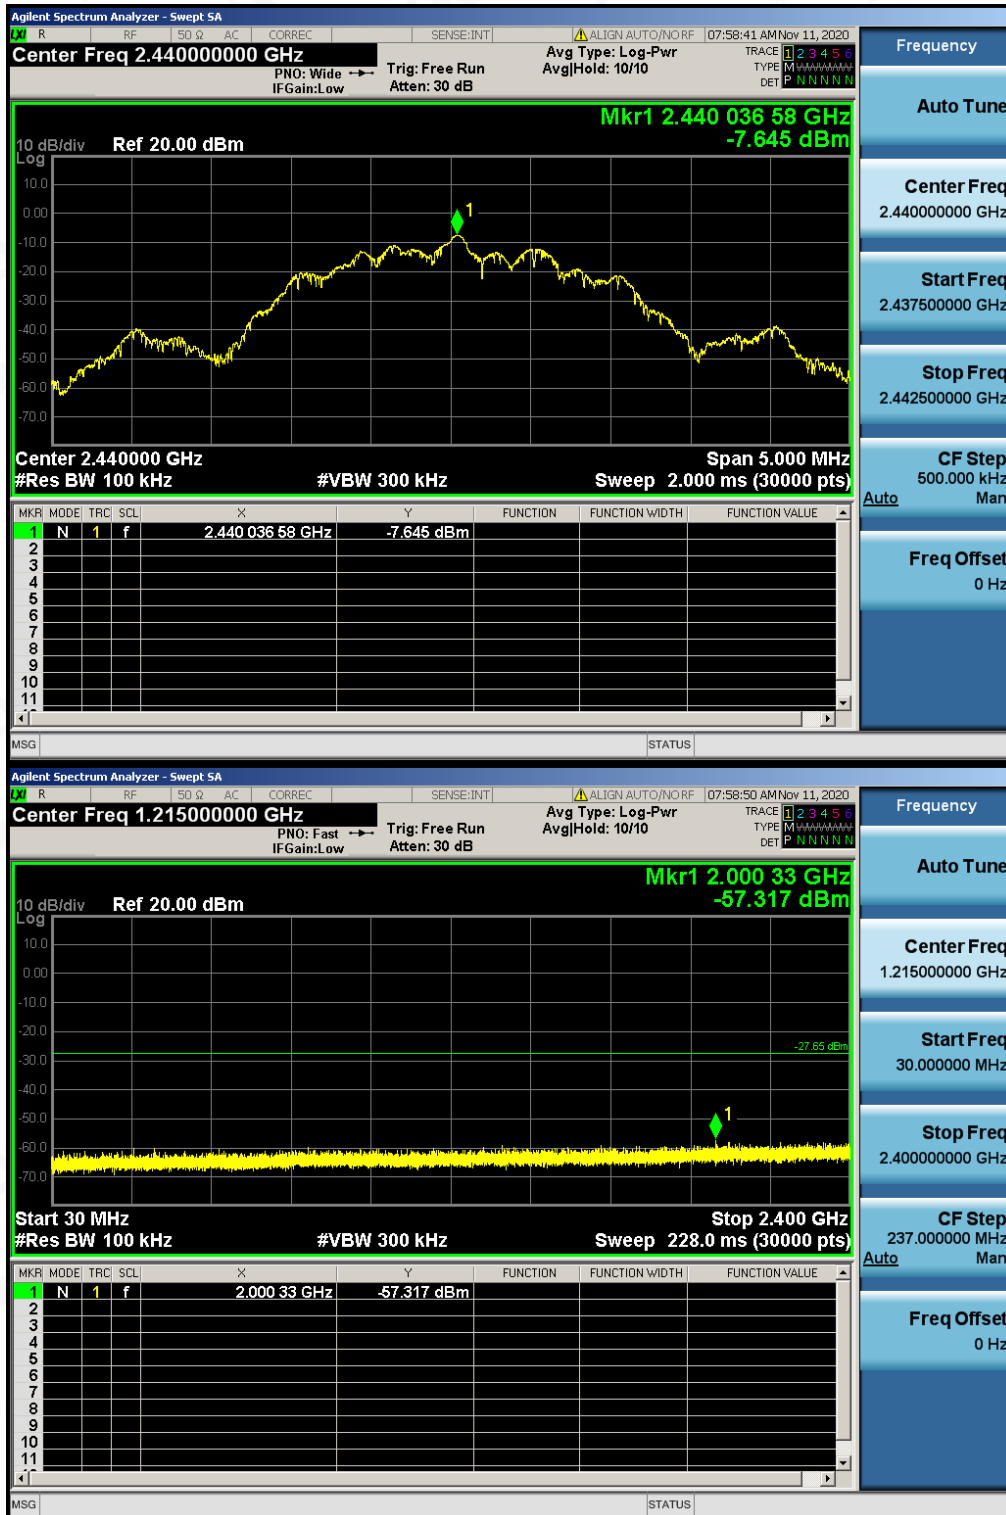 Agilent Spectrum Analyzer - Swept SA
LXI R RF 50 Ω AC CORREC SENSE:INT ALIGN AUTO/NO RF 07:58:41 AM Nov 11, 2020
Center Freq 2.440000000 GHz
PNO: Wide
IFGain:Low
Trig: Free Run
Atten: 30 dB
Avg Type: Log-Pwr
Avg|Hold: 10/10
TRACE 1 2 3 4 5 6
TYPE M WWWWW
DET P N N N N N
Mkr1 2.440 036 58 GHz
-7.645 dBm
10 dB/div Ref 20.00 dBm
Log
10.0
0.00
-10.0
-20.0
-30.0
-40.0
-50.0
-60.0
-70.0
1
Center 2.440000 GHz Span 5.000 MHz
#Res BW 100 kHz #VBW 300 kHz Sweep 2.000 ms (30000 pts)
MKR MODE TRC SCL X Y FUNCTION FUNCTION WIDTH FUNCTION VALUE
1 N 1 f 2.440 036 58 GHz -7.645 dBm
2
3
4
5
6
7
8
9
10
11
MSG STATUS
Frequency
Auto Tune
Center Freq
2.440000000 GHz
Start Freq
2.437500000 GHz
Stop Freq
2.442500000 GHz
CF Step
500.000 kHz
Auto Man
Freq Offset
0 Hz
Agilent Spectrum Analyzer - Swept SA
LXI R RF 50 Ω AC CORREC SENSE:INT ALIGN AUTO/NO RF 07:58:50 AM Nov 11, 2020
Center Freq 1.215000000 GHz
PNO: Fast
IFGain:Low
Trig: Free Run
Atten: 30 dB
Avg Type: Log-Pwr
Avg|Hold: 10/10
TRACE 1 2 3 4 5 6
TYPE M WWWWW
DET P N N N N N
Mkr1 2.000 33 GHz
-57.317 dBm
10 dB/div Ref 20.00 dBm
Log
10.0
0.00
-10.0
-20.0
-27.65 dBm
-30.0
-40.0
-50.0
-60.0
-70.0
1
Start 30 MHz Stop 2.400 GHz
#Res BW 100 kHz #VBW 300 kHz Sweep 228.0 ms (30000 pts)
MKR MODE TRC SCL X Y FUNCTION FUNCTION WIDTH FUNCTION VALUE
1 N 1 f 2.000 33 GHz -57.317 dBm
2
3
4
5
6
7
8
9
10
11
MSG STATUS
Frequency
Auto Tune
Center Freq
1.215000000 GHz
Start Freq
30.000000 MHz
Stop Freq
2.400000000 GHz
CF Step
237.000000 MHz
Auto Man
Freq Offset
0 Hz